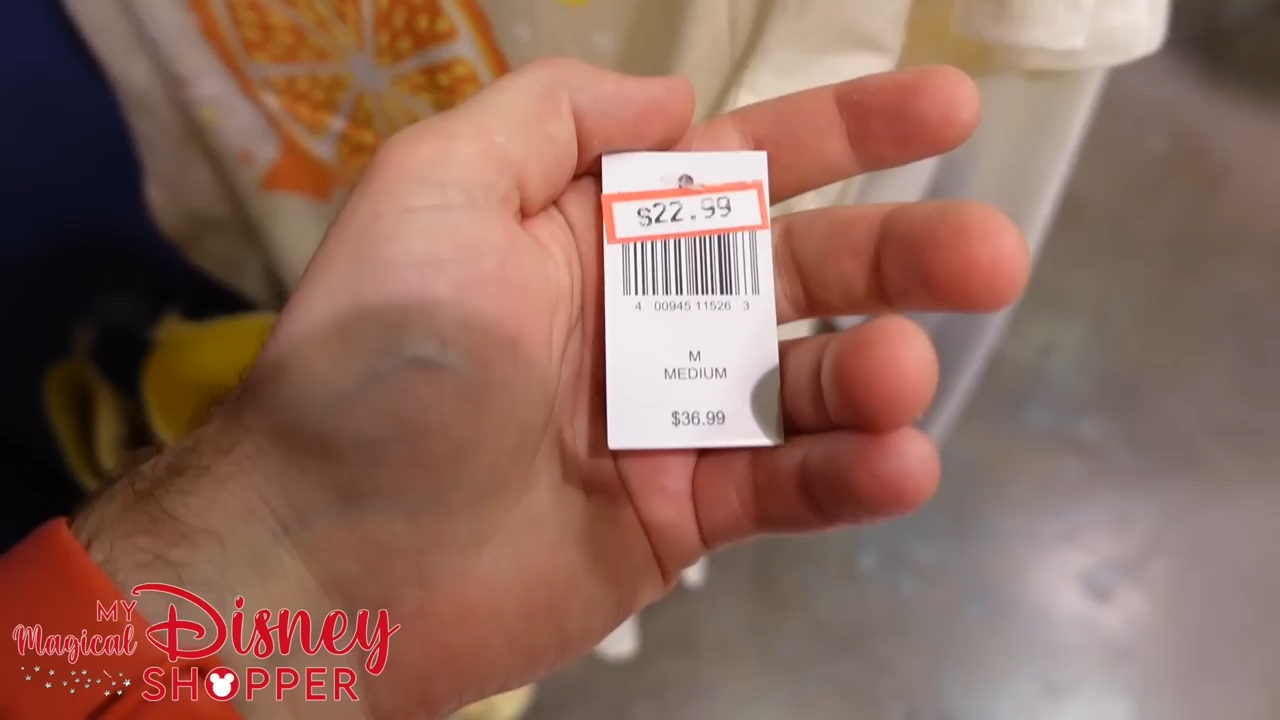 $22.99
4 00945 11526 3
M
MEDIUM
$36.99
MY
Magical Disney
SHOPPER